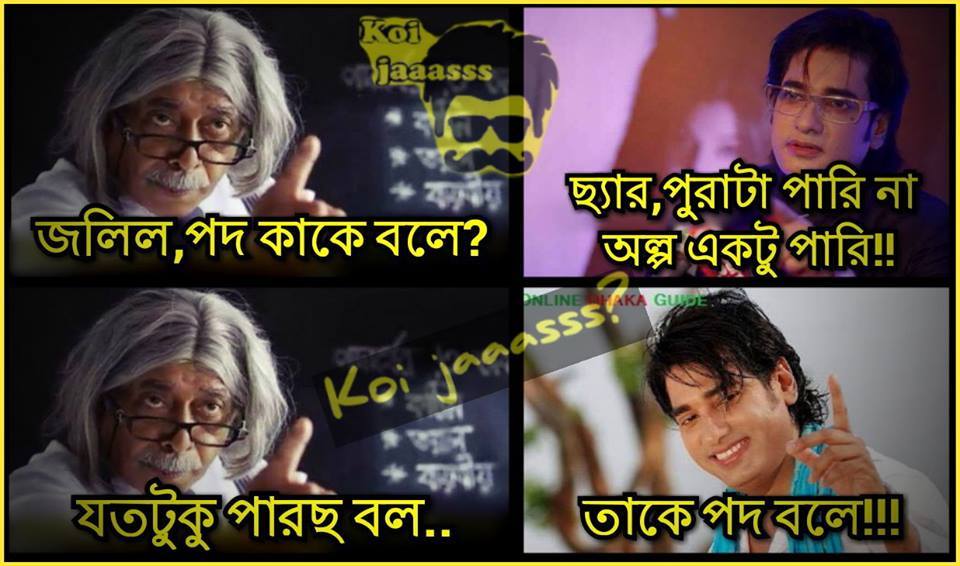 Koi
jaaasss
জলিল,পদ কাকে বলে?
ছ্যার,পুরাটা পারি না
অল্প একটু পারি!!
ONLINE DHAKA GUIDE
Koi jaaasss?
যতটুকু পারছ বল..
তাকে পদ বলে!!!